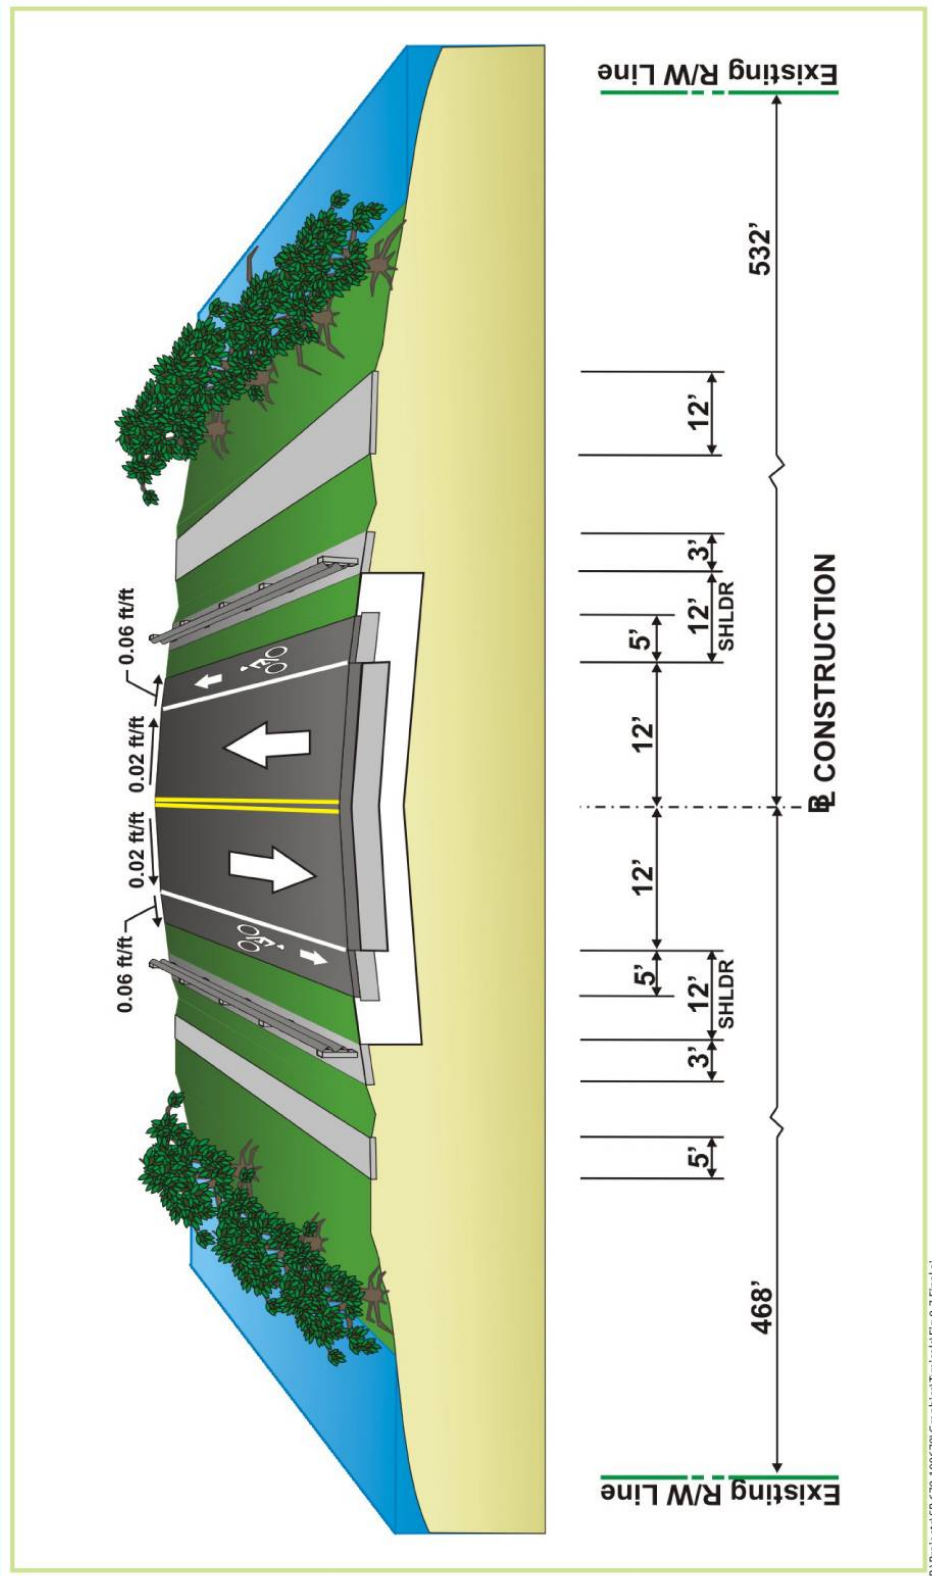 0.06 ft/ft
0.02 ft/ft
0.02 ft/ft
0.06 ft/ft
Existing R/W Line
Existing R/W Line
5'
12'
12'
5'
5'
3'
12'
SHLDR
12'
SHLDR
3'
12'
468'
532'
BL CONSTRUCTION